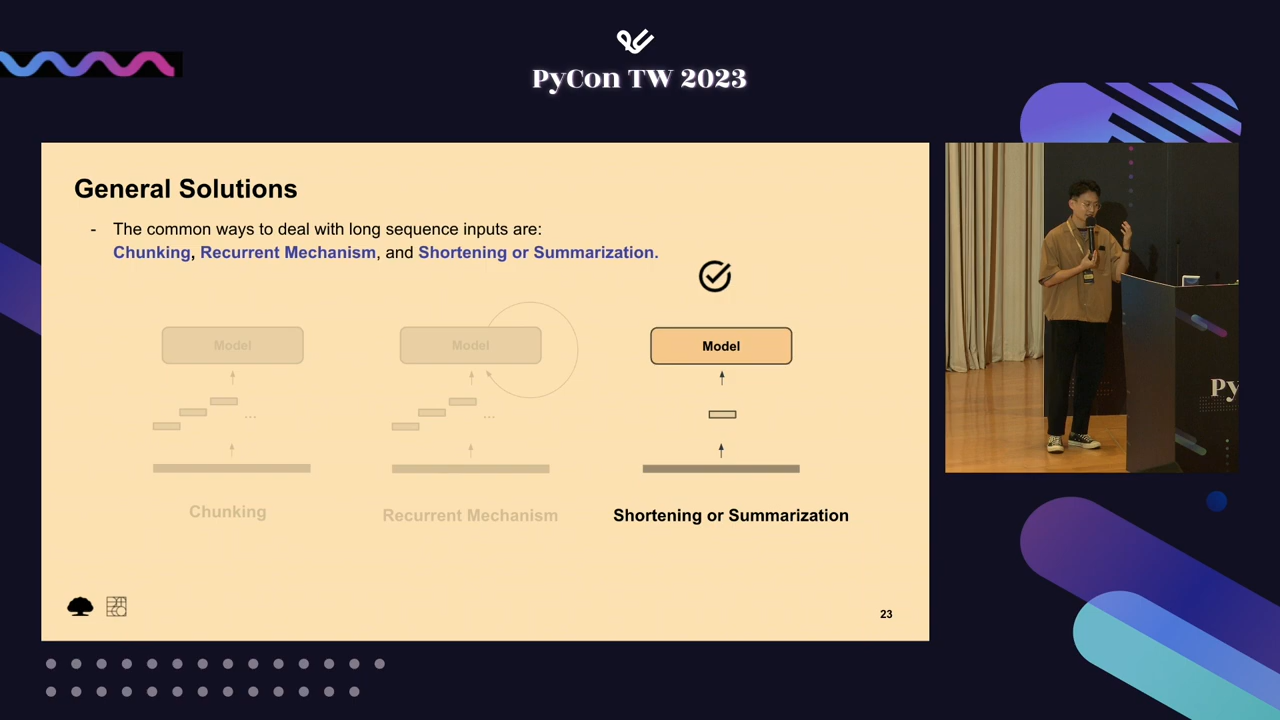 PyCon TW 2023
General Solutions
- The common ways to deal with long sequence inputs are:
Chunking, Recurrent Mechanism, and Shortening or Summarization.
Model
Model
Model
...
...
Chunking
Recurrent Mechanism
Shortening or Summarization
23
Py